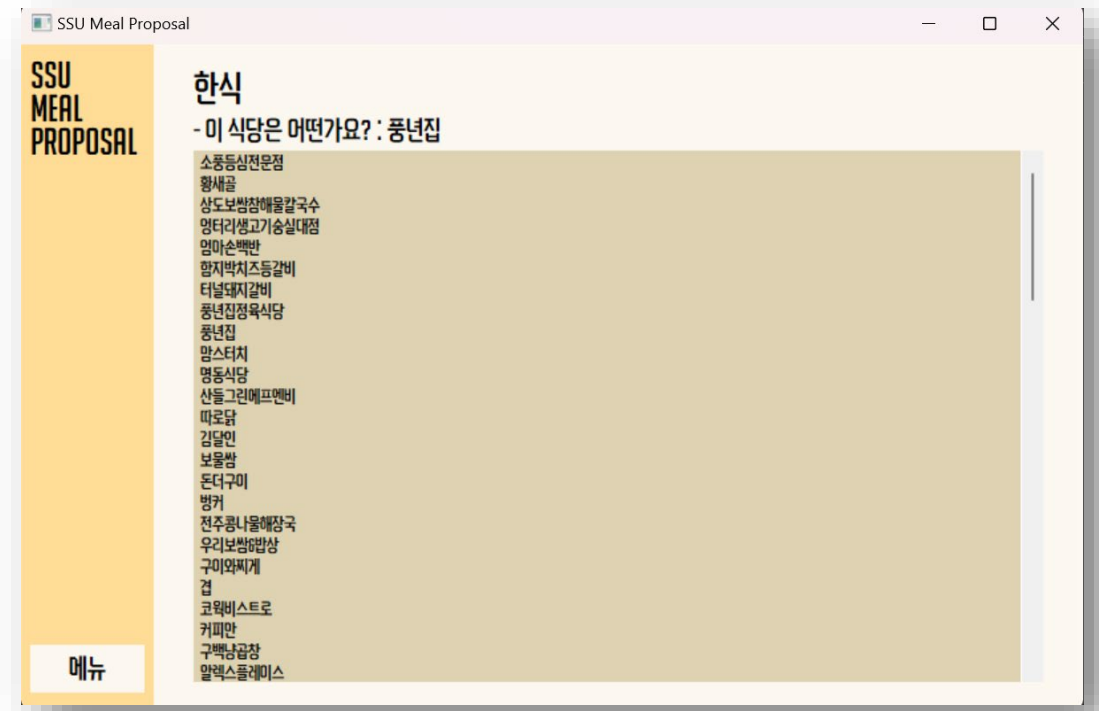 SSU Meal Proposal
SSU
MEAL
PROPOSAL
한식
- 이 식당은 어떤가요? : 풍년집
소풍등심전문점
황새골
상도보쌈참해물칼국수
멍터리생고기숭실대점
엄마손백반
함지박치즈등갈비
터널돼지갈비
풍년집정육식당
풍년집
맘스터치
명동식당
산들그린에프엔비
따로닭
김달인
보물쌈
돈더구미
벙커
전주콩나물해장국
우리보쌈&밥상
구이와찌게
겹
코웍비스트로
커피만
구백냥곱창
알렉스플레이스
메뉴